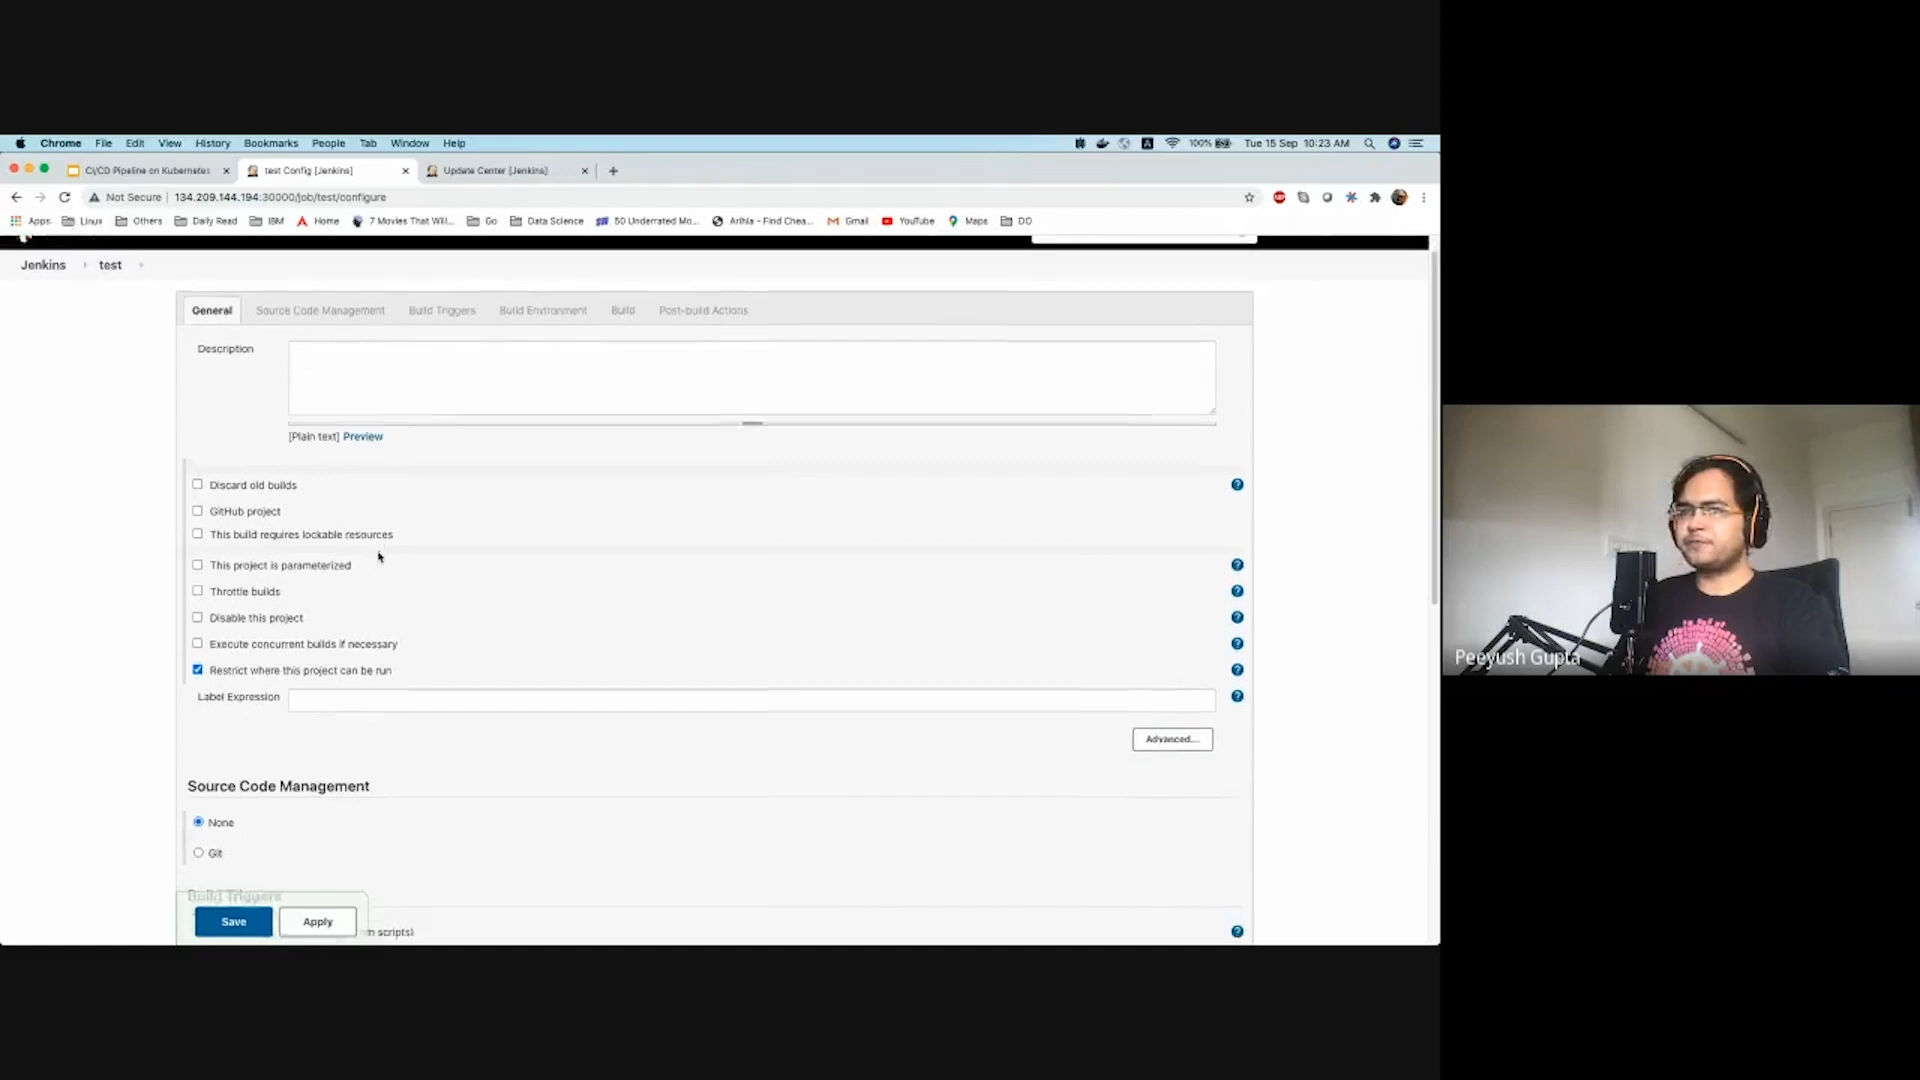 Chrome File Edit View History Bookmarks People Tab Window Help
100% Tue 15 Sep 10:23 AM
CI/CD Pipeline on Kubernetes
test Config [Jenkins]
Update Center [Jenkins]
Not Secure 134.209.144.194:30000/job/test/configure
Apps Linux Others Daily Read IBM Home 7 Movies That Will... Go Data Science 50 Underrated Mo... Arihia - Find Chea... Gmail YouTube Maps DO
Jenkins test
General Source Code Management Build Triggers Build Environment Build Post-build Actions
Description
[Plain text] Preview
Discard old builds
GitHub project
This build requires lockable resources
This project is parameterized
Throttle builds
Disable this project
Execute concurrent builds if necessary
Restrict where this project can be run
Label Expression
Advanced...
Source Code Management
None
Git
Build Triggers
Save Apply
m scripts)
Peeyush Gupta